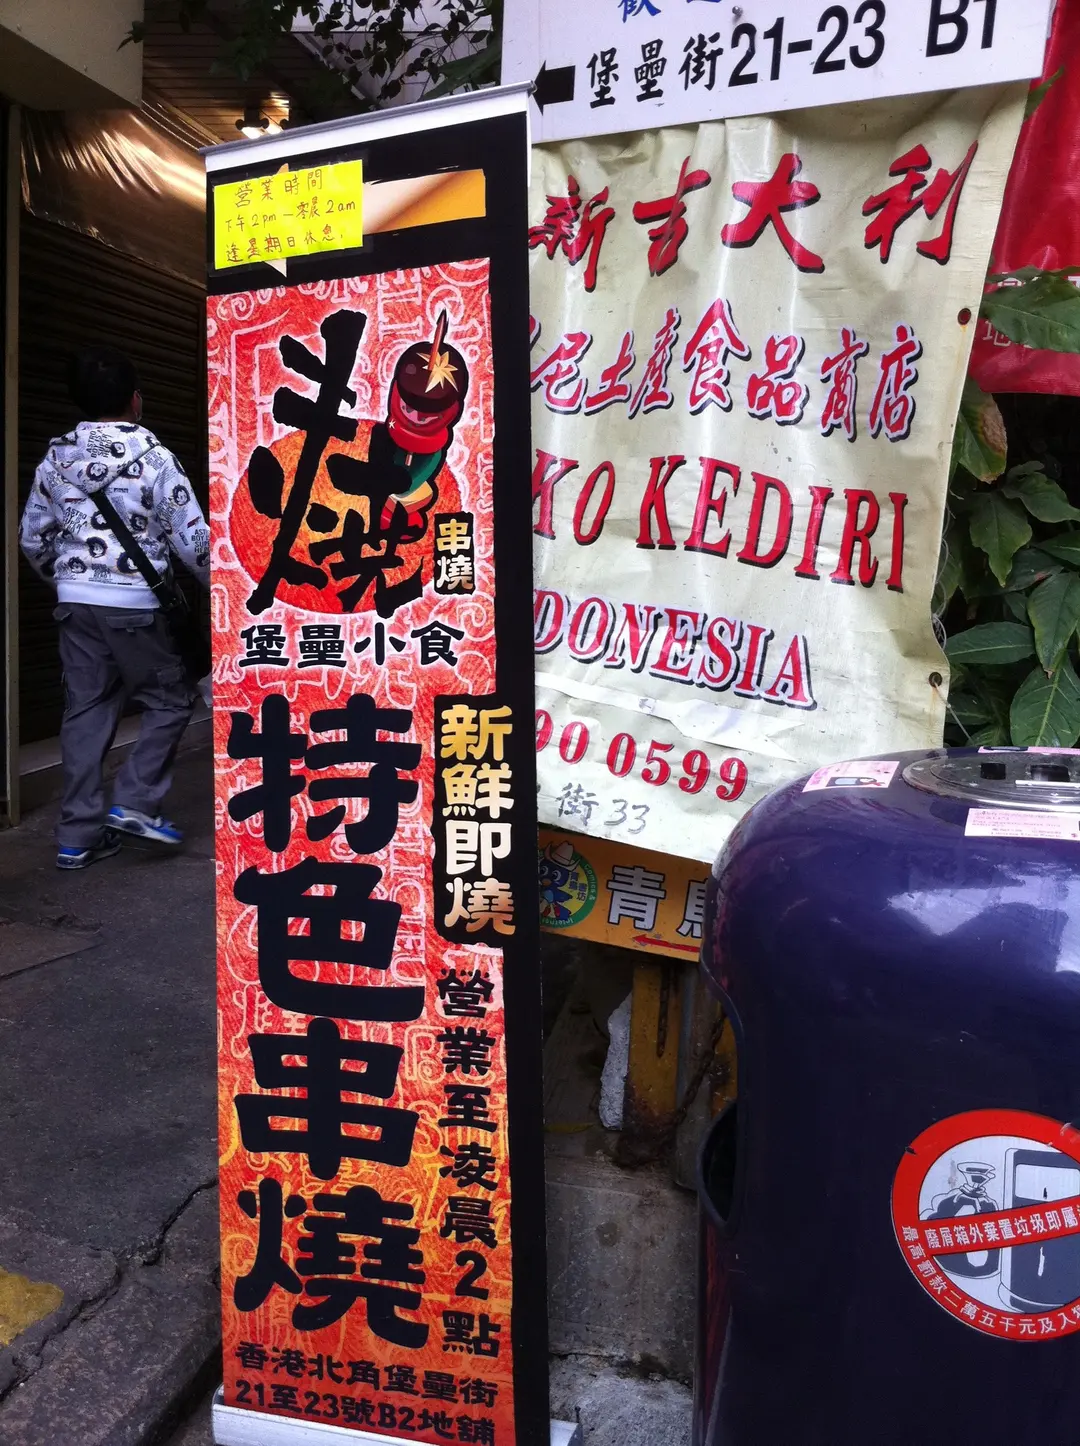 堡壘街21-23 B1
新吉大利
尼土產食品商店
KO KEDIRI
DONESIA
90 0599
街 33
青
營業時間
下午2pm－零晨2am
逢星期日休息.
燒
串燒
堡壘小食
特色串燒
新鮮即燒
營業至凌晨2點
香港北角堡壘街
21至23號B2地舖
廢屑箱外棄置垃圾即屬
最高罰款二萬五千元及入